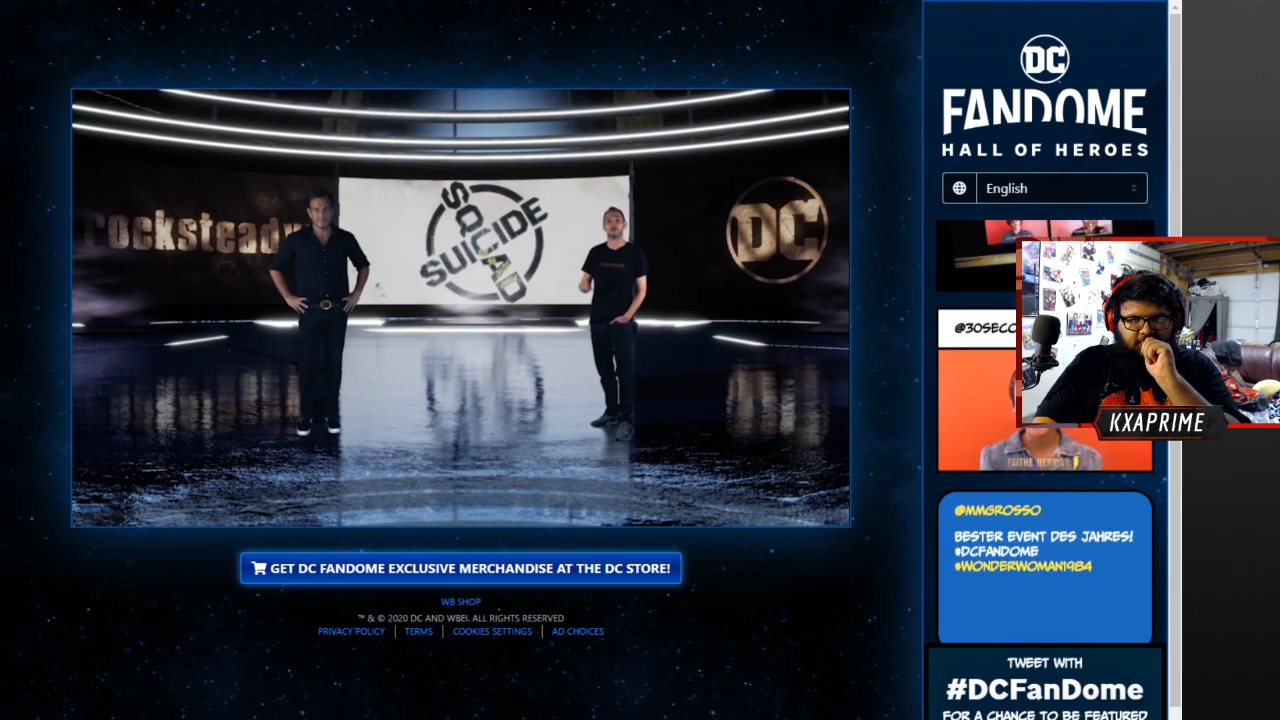 rocksteady
SUICIDE
SQUAD
DC
GET DC FANDOME EXCLUSIVE MERCHANDISE AT THE DC STORE!
WB SHOP
™ & © 2020 DC AND WBEI. ALL RIGHTS RESERVED
PRIVACY POLICY
TERMS
COOKIES SETTINGS
AD CHOICES
DC
FANDOME
HALL OF HEROES
English
@30SECO
KXAPRIME
FAITHE HERMAN
@MMGROSSO
BESTER EVENT DES JAHRES!
#DCFANDOME
#WONDERWOMAN1984
TWEET WITH
#DCFanDome
FOR A CHANCE TO BE FEATURED